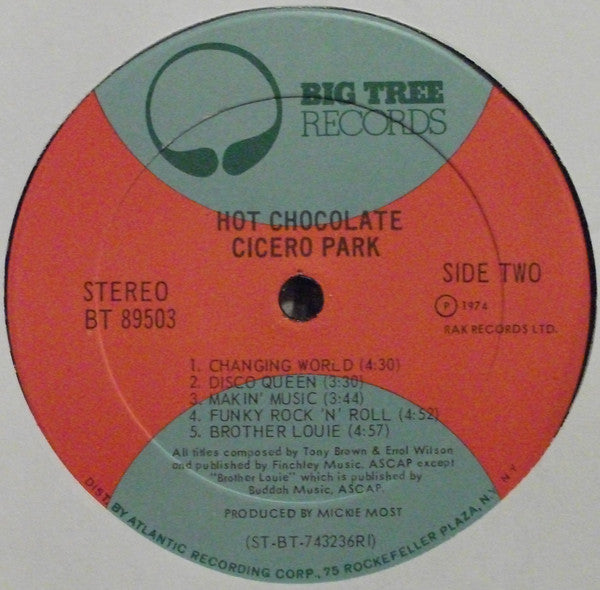 BIG TREE
RECORDS
HOT CHOCOLATE
CICERO PARK
STEREO
BT 89503
SIDE TWO
Ⓟ 1974
RAK RECORDS LTD.
1. CHANGING WORLD (4:30)
2. DISCO QUEEN (3:30)
3. MAKIN' MUSIC (3:44)
4. FUNKY ROCK 'N' ROLL (4:52)
5. BROTHER LOUIE (4:57)
All titles composed by Tony Brown & Errol Wilson
and published by Finchley Music, ASCAP except
"Brother Louie" which is published by
Buddah Music, ASCAP.
PRODUCED BY MICKIE MOST
(ST-BT-743236RI)
DIST. BY ATLANTIC RECORDING CORP., 75 ROCKEFELLER PLAZA, N.Y. N.Y.